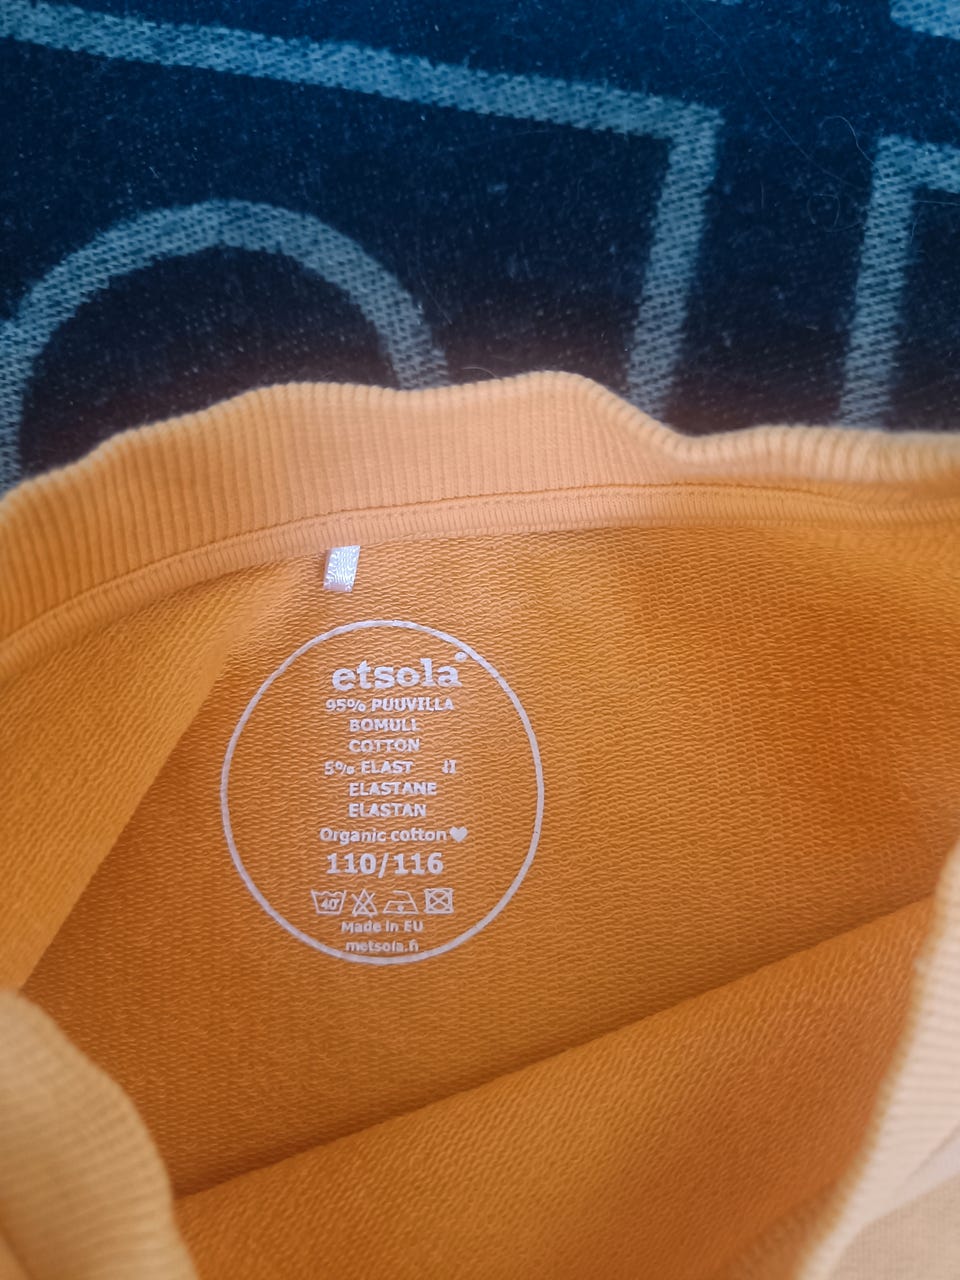 etsola
95% PUUVILLA
BOMULL
COTTON
5% ELAST
ELASTANE
ELASTAN
Organic cotton♥
110/116
40°
Made in EU
metsola.fi